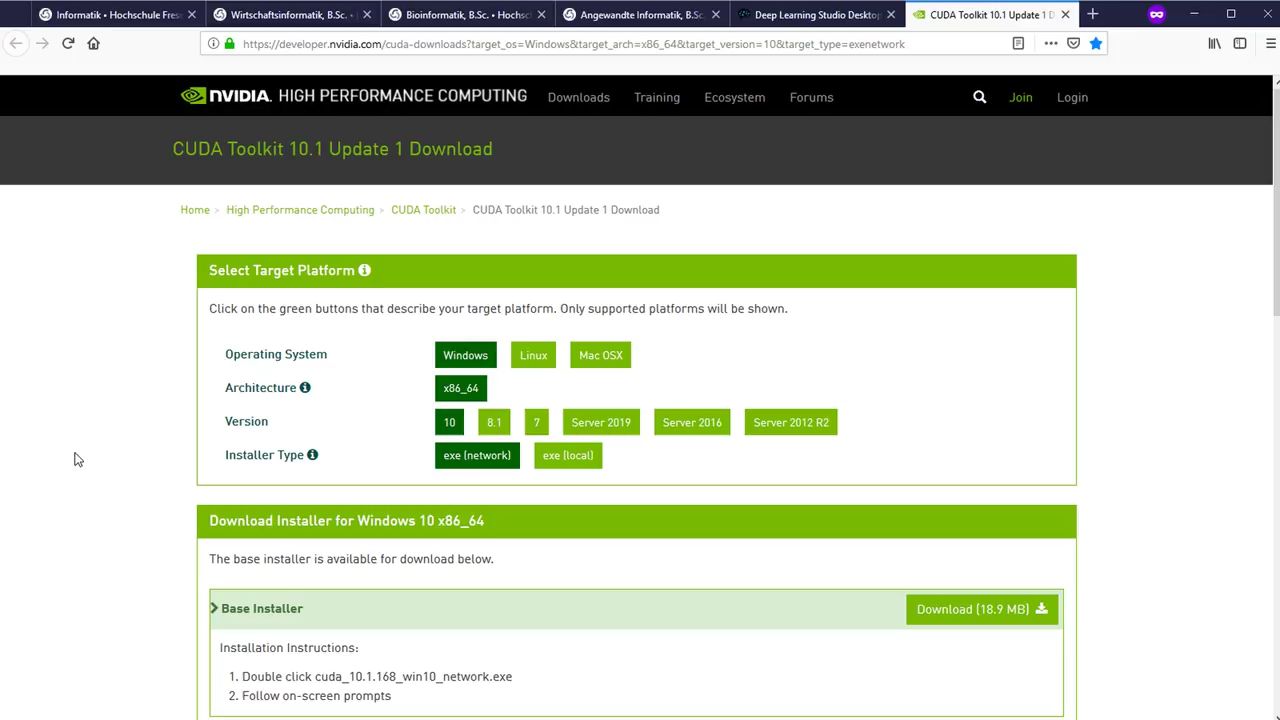 Informatik • Hochschule Fres
Wirtschaftsinformatik, B.Sc. • Hoc
Bioinformatik, B.Sc. • Hochsc
Angewandte Informatik, B.Sc.
Deep Learning Studio Desktop
CUDA Toolkit 10.1 Update 1 D
https://developer.nvidia.com/cuda-downloads?target_os=Windows&target_arch=x86_64&target_version=10&target_type=exenetwork
NVIDIA. HIGH PERFORMANCE COMPUTING Downloads Training Ecosystem Forums Join Login
CUDA Toolkit 10.1 Update 1 Download
Home > High Performance Computing > CUDA Toolkit > CUDA Toolkit 10.1 Update 1 Download
Select Target Platform
Click on the green buttons that describe your target platform. Only supported platforms will be shown.
Operating System Windows Linux Mac OSX
Architecture x86_64
Version 10 8.1 7 Server 2019 Server 2016 Server 2012 R2
Installer Type exe (network) exe (local)
Download Installer for Windows 10 x86_64
The base installer is available for download below.
Base Installer Download (18.9 MB)
Installation Instructions:
1. Double click cuda_10.1.168_win10_network.exe
2. Follow on-screen prompts